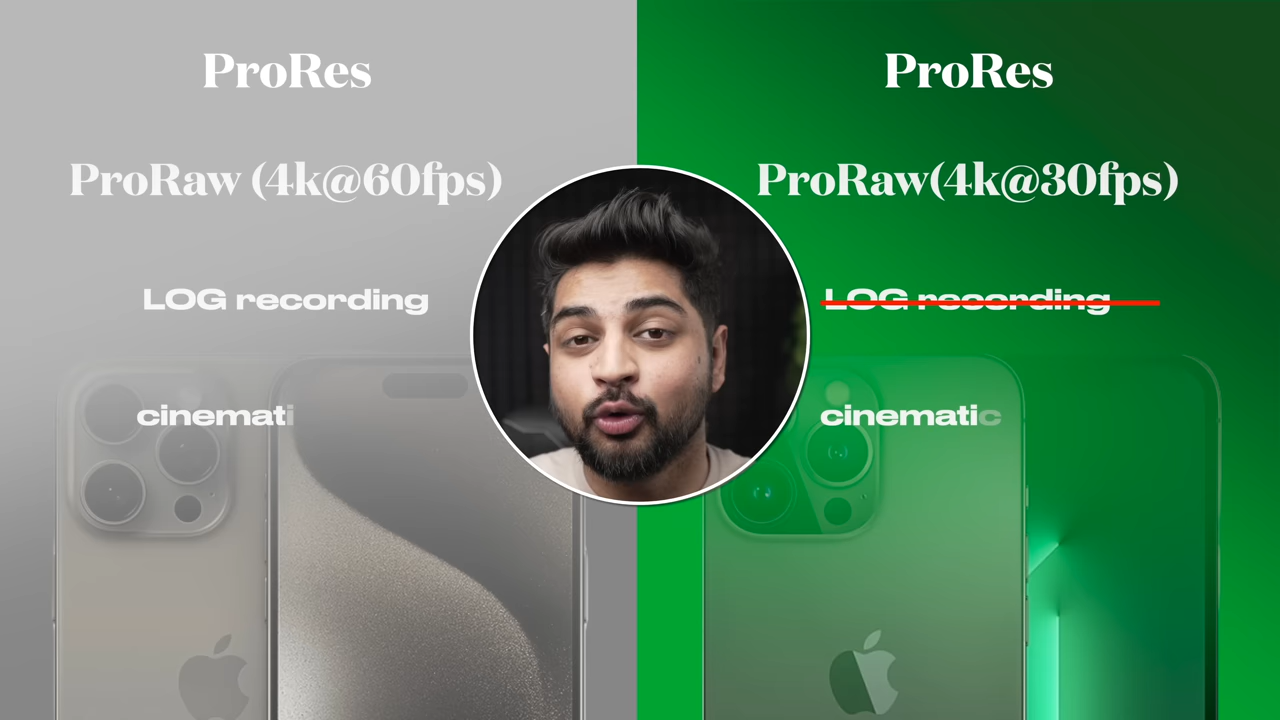 ProRes
ProRaw (4k@60fps)
LOG recording
cinemati
ProRes
ProRaw(4k@30fps)
LOG recording
cinematic